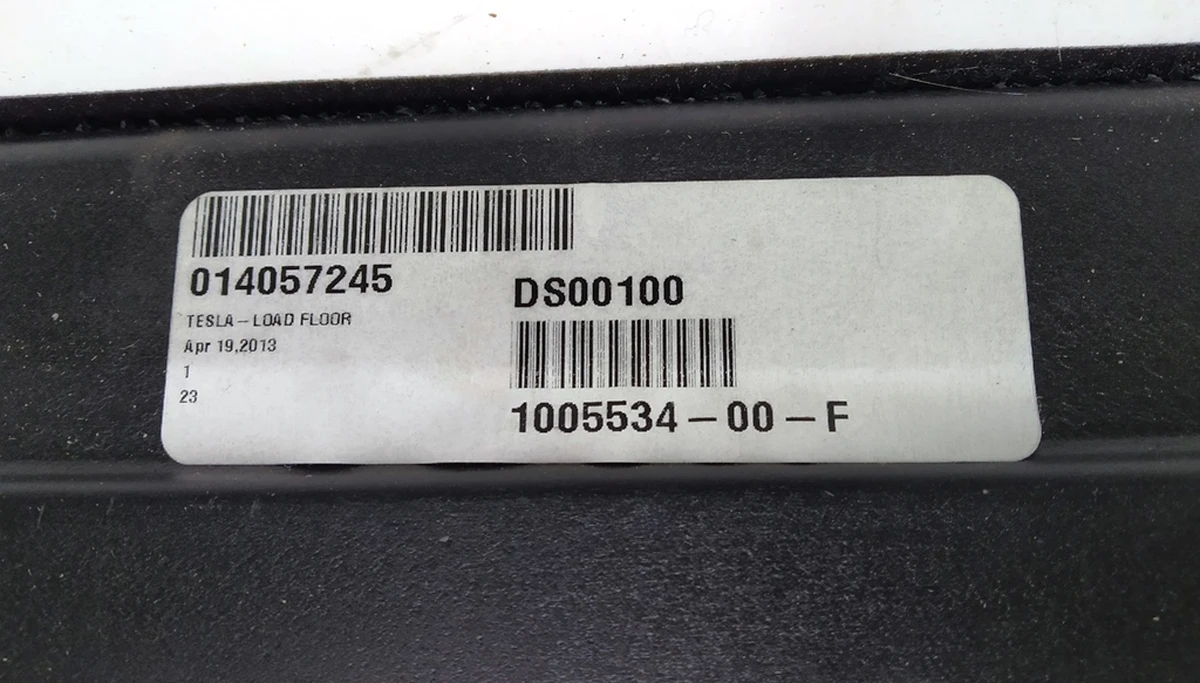 014057245
TESLA-LOAD FLOOR
Apr 19,2013
1
23
DS00100
1005534-00-F